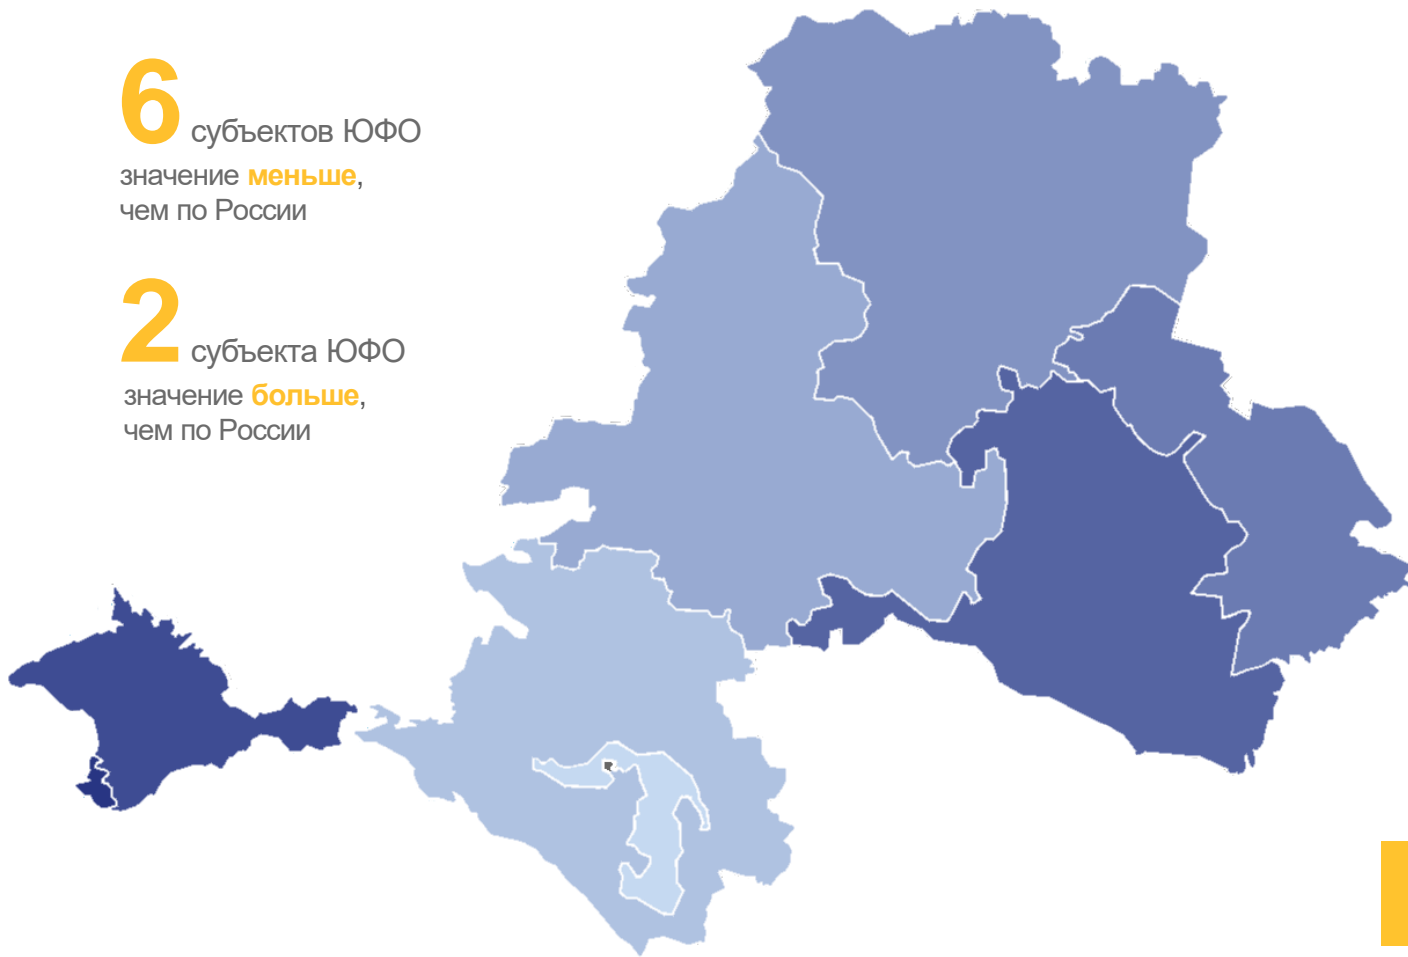 6 субъектов ЮФО
значение меньше,
чем по России
2 субъекта ЮФО
значение больше,
чем по России